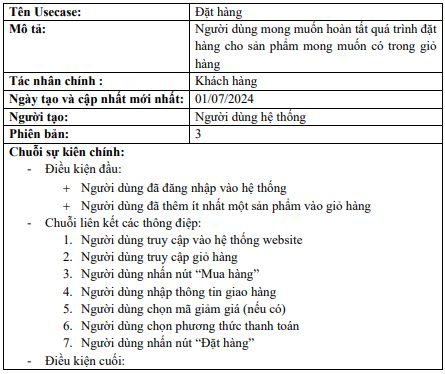 Tên Usecase: Đặt hàng
Mô tả: Người dùng mong muốn hoàn tất quá trình đặt
hàng cho sản phẩm mong muốn có trong giỏ
hàng
Tác nhân chính : Khách hàng
Ngày tạo và cập nhất mới nhất: 01/07/2024
Người tạo: Người dùng hệ thống
Phiên bản: 3
Chuỗi sự kiên chính:
- Điều kiện đầu:
+ Người dùng đã đăng nhập vào hệ thống
+ Người dùng đã thêm ít nhất một sản phẩm vào giỏ hàng
- Chuỗi liên kết các thông điệp:
1. Người dùng truy cập vào hệ thống website
2. Người dùng truy cập giỏ hàng
3. Người dùng nhấn nút “Mua hàng”
4. Người dùng nhập thông tin giao hàng
5. Người dùng chọn mã giảm giá (nếu có)
6. Người dùng chọn phương thức thanh toán
7. Người dùng nhấn nút “Đặt hàng”
- Điều kiện cuối: